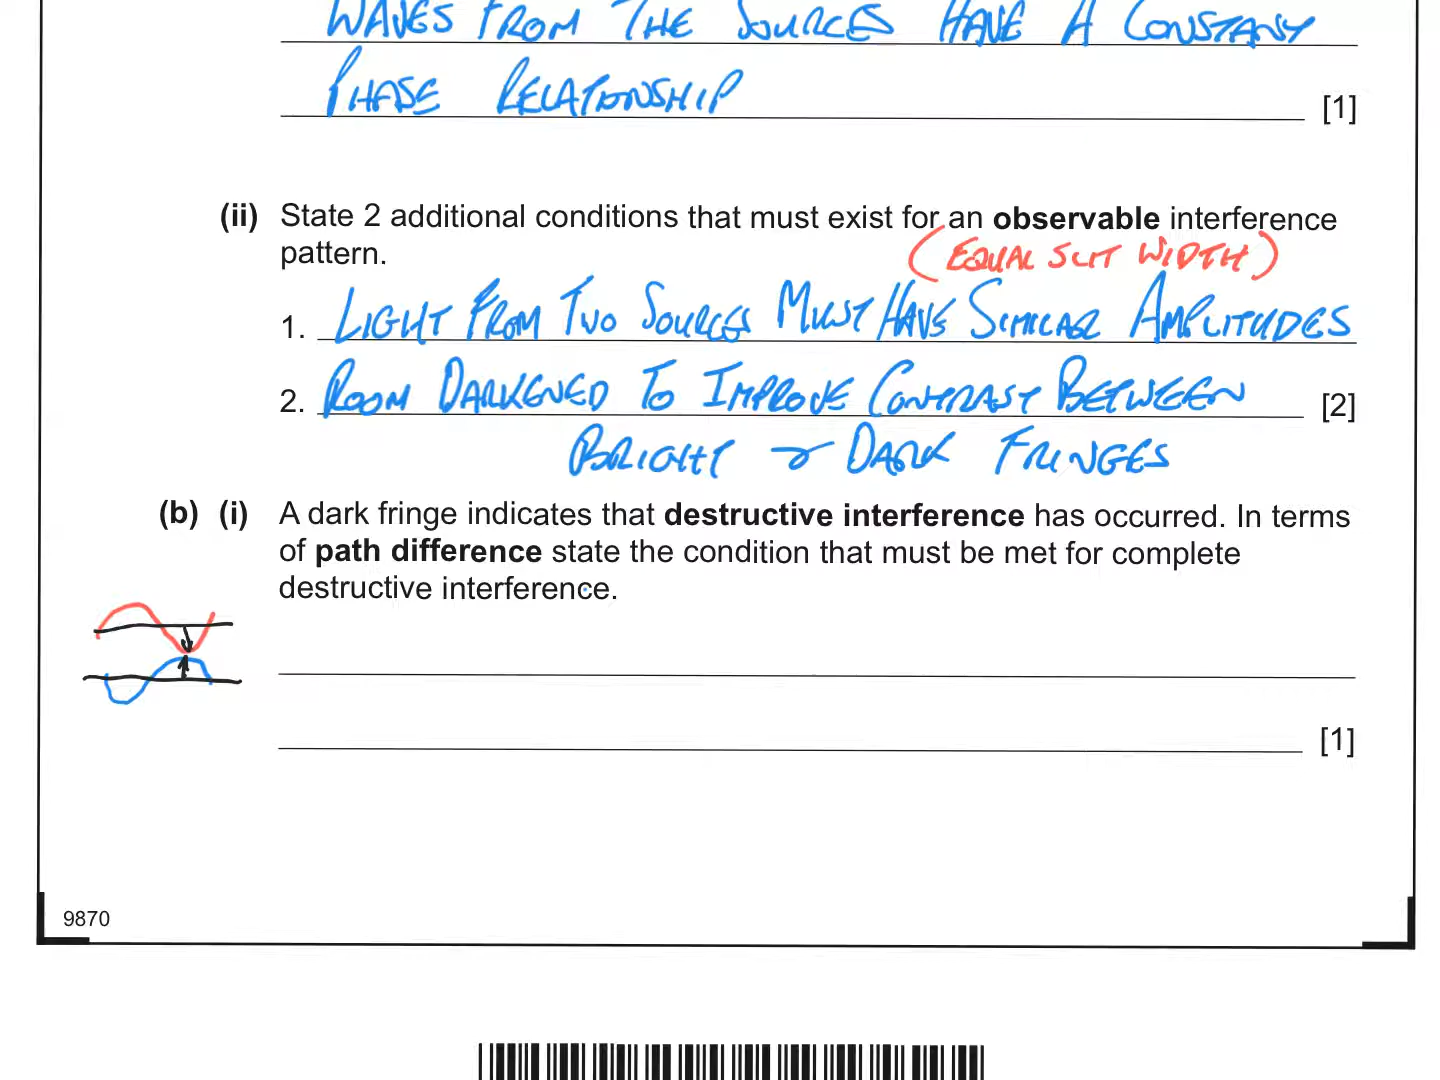 WAVES FROM THE SOURCES HAVE A CONSTANT
PHASE RELATIONSHIP [1]
(ii) State 2 additional conditions that must exist for an observable interference
pattern.
(EQUAL SLIT WIDTH)
1. LIGHT FROM TWO SOURCES MUST HAVE SIMILAR AMPLITUDES
2. ROOM DARKENED TO IMPROVE CONTRAST BETWEEN [2]
BRIGHT & DARK FRINGES
(b) (i) A dark fringe indicates that destructive interference has occurred. In terms
of path difference state the condition that must be met for complete
destructive interference.
[1]
9870